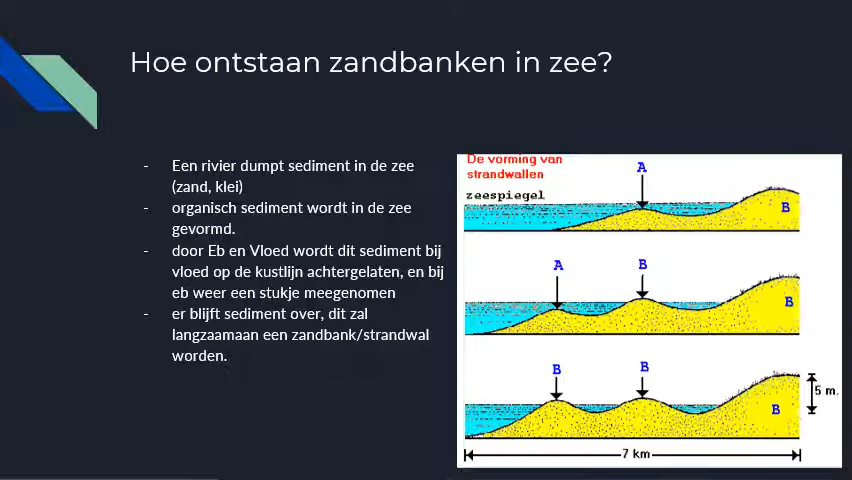 Hoe ontstaan zandbanken in zee?
- Een rivier dumpt sediment in de zee
(zand, klei)
- organisch sediment wordt in de zee
gevormd.
- door Eb en Vloed wordt dit sediment bij
vloed op de kustlijn achtergelaten, en bij
eb weer een stukje meegenomen
- er blijft sediment over, dit zal
langzaamaan een zandbank/strandwal
worden.
De vorming van
strandwallen
A
zeespiegel
B
A
B
B
B
B
5 m.
B
7 km